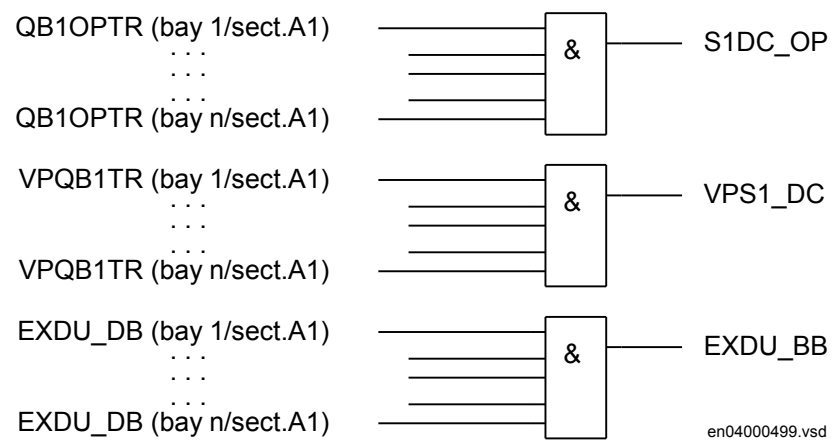 QB1OPTR (bay 1/sect.A1)
. . .
. . .
. . .
QB1OPTR (bay n/sect.A1)
& S1DC_OP
VPQB1TR (bay 1/sect.A1)
. . .
. . .
. . .
VPQB1TR (bay n/sect.A1)
& VPS1_DC
EXDU_DB (bay 1/sect.A1)
. . .
. . .
. . .
EXDU_DB (bay n/sect.A1)
& EXDU_BB
en04000499.vsd